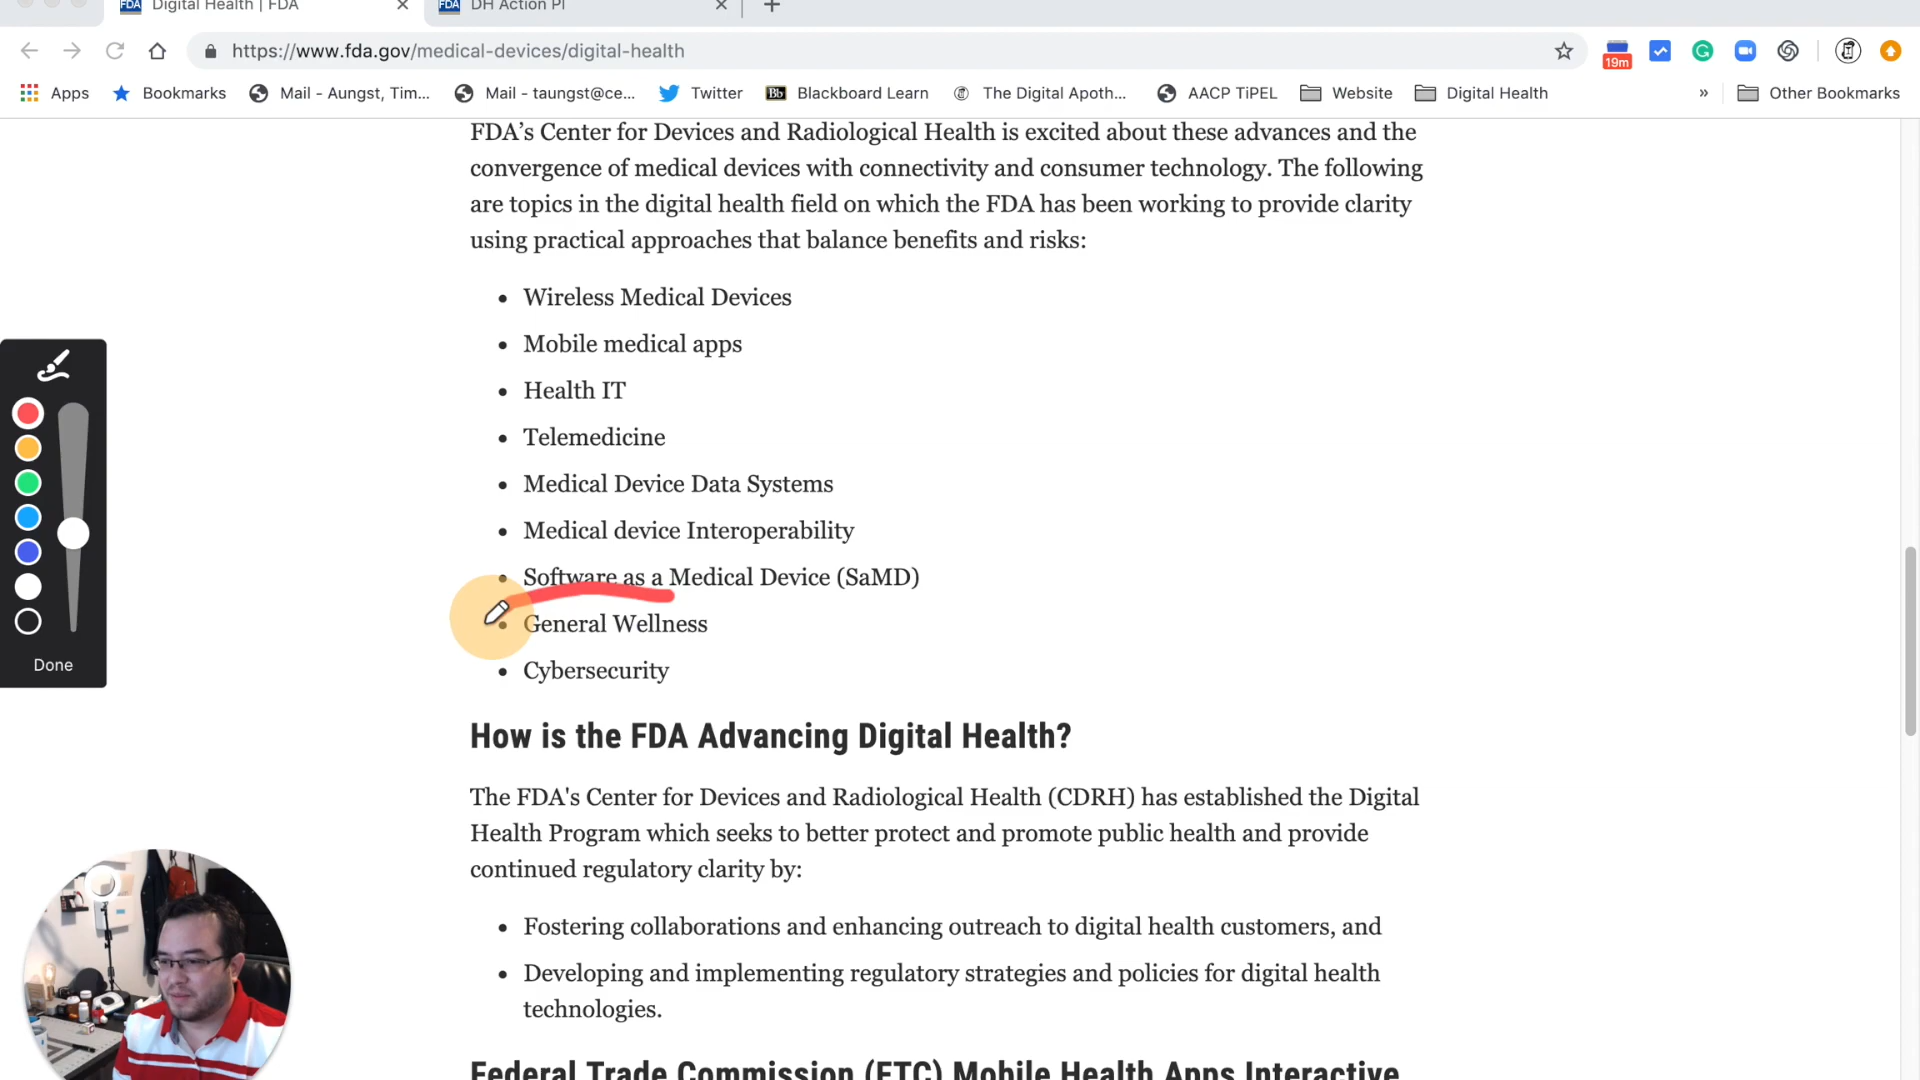 Digital Health | FDA
DH Action Pl
https://www.fda.gov/medical-devices/digital-health
19m
Apps Bookmarks Mail - Aungst, Tim... Mail - taungst@ce... Twitter Bb Blackboard Learn The Digital Apoth... AACP TiPEL Website Digital Health » Other Bookmarks
FDA’s Center for Devices and Radiological Health is excited about these advances and the
convergence of medical devices with connectivity and consumer technology. The following
are topics in the digital health field on which the FDA has been working to provide clarity
using practical approaches that balance benefits and risks:
• Wireless Medical Devices
• Mobile medical apps
• Health IT
• Telemedicine
• Medical Device Data Systems
• Medical device Interoperability
• Software as a Medical Device (SaMD)
• General Wellness
• Cybersecurity
Done
How is the FDA Advancing Digital Health?
The FDA's Center for Devices and Radiological Health (CDRH) has established the Digital
Health Program which seeks to better protect and promote public health and provide
continued regulatory clarity by:
• Fostering collaborations and enhancing outreach to digital health customers, and
• Developing and implementing regulatory strategies and policies for digital health
technologies.
Federal Trade Commission (FTC) Mobile Health Apps Interactive